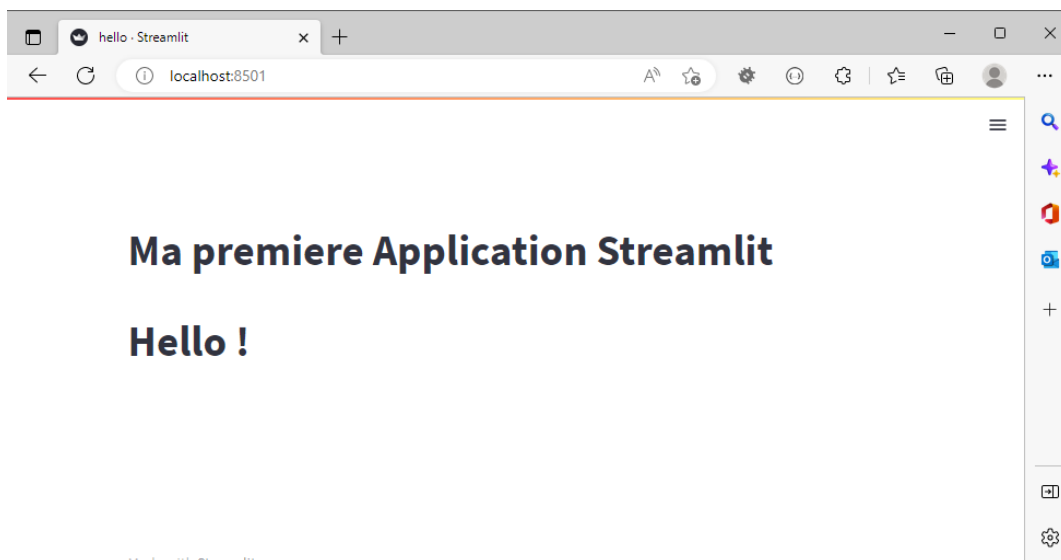 hello · Streamlit
localhost:8501
Ma premiere Application Streamlit
Hello !